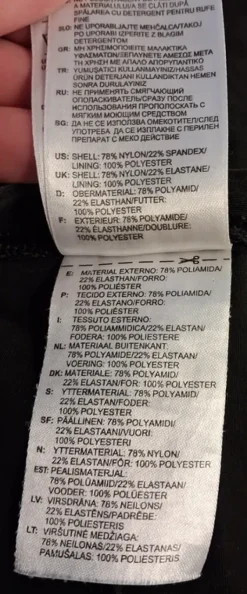 A MATERIALULUI/A SE CLĂTI DUPĂ
SPĂLAREA CU DETERGENT PENTRU RUFE
FINE
SLO: NE UPORABLJAJTE MEHČALCA/TAKOJ
PO UPORABI IZPERITE Z BLAGIM
DETERGENTOM
GR: ΜΗ ΧΡΗΣΙΜΟΠΟΙΕΙΤΕ ΜΑΛΑΚΤΙΚΑ
ΥΦΑΣΜΑΤΩΝ/ΞΕΠΛΥΝΕΤΕ ΑΜΕΣΩΣ ΜΕΤΑ
ΤΗ ΧΡΗΣΗ ΜΕ ΑΠΑΛΟ ΑΠΟΡΥΠΑΝΤΙΚΟ
TR: YUMUŞATICI KULLANMAYINIZ/HASSAS
ÜRÜN DETERJANI KULLANDIKTAN HEMEN
SONRA DURULAYINIZ
RU: НЕ ПРИМЕНЯТЬ СМЯГЧАЮЩИЙ
ОПОЛАСКИВАТЕЛЬ/СРАЗУ ПОСЛЕ
ИСПОЛЬЗОВАНИЯ ПРОПОЛОСКАТЬ С
МЯГКИМ МОЮЩИМ СРЕДСТВОМ
BG: ДА НЕ СЕ ИЗПОЛЗВА ОМЕКОТИТЕЛ/СЛЕД
УПОТРЕБА ДА СЕ ИЗПЛАКНЕ С ПЕРИЛЕН
ПРЕПАРАТ С МЕКО ДЕЙСТВИЕ
US: SHELL: 78% NYLON/22% SPANDEX/
LINING: 100% POLYESTER
UK: SHELL: 78% NYLON/22% ELASTANE/
LINING: 100% POLYESTER
D: OBERMATERIAL: 78% POLYAMID/
22% ELASTHAN/FUTTER:
100% POLYESTER
F: EXTERIEUR: 78% POLYAMIDE/
22% ÉLASTHANNE/DOUBLURE:
100% POLYESTER
E: MATERIAL EXTERNO: 78% POLIAMIDA/
22% ELASTHAN/FORRO:
100% POLIÉSTER
P: TECIDO EXTERNO: 78% POLIAMIDA/
22% ELASTANO/FORRO:
100% POLIÉSTER
I: TESSUTO ESTERNO:
78% POLIAMMIDICA/22% ELASTAN/
FODERA: 100% POLIESTERE
NL: MATERIAAL BUITENKANT:
78% POLYAMIDE/22% ELASTAAN/
VOERING: 100% POLYESTER
DK: MATERIALE: 78% POLYAMID/
22% ELASTAN/FOR: 100% POLYESTER
S: YTTERMATERIAL: 78% POLYAMID/
22% ELASTAN/FODER:
100% POLYESTER
SF: PÄÄLLINEN: 78% POLYAMIDI/
22% ELASTAANI/VUORI:
100% POLYESTERI
N: YTTERMATERIAL: 78% NYLON/
22% ELASTAN/FÔR: 100% POLYESTER
EST: PEALISMATERJAL:
78% POLÜAMIID/22% ELASTAAN/
VOODER: 100% POLÜESTER
LV: VIRSDRĀNA: 78% NEILONS/
22% ELASTĒNS/PADRĒBE:
100% POLIESTERIS
LT: VIRŠUTINĖ MEDŽIAGA:
78% NEILONAS/22% ELASTANAS/
PAMUŠALAS: 100% POLIESTERIS